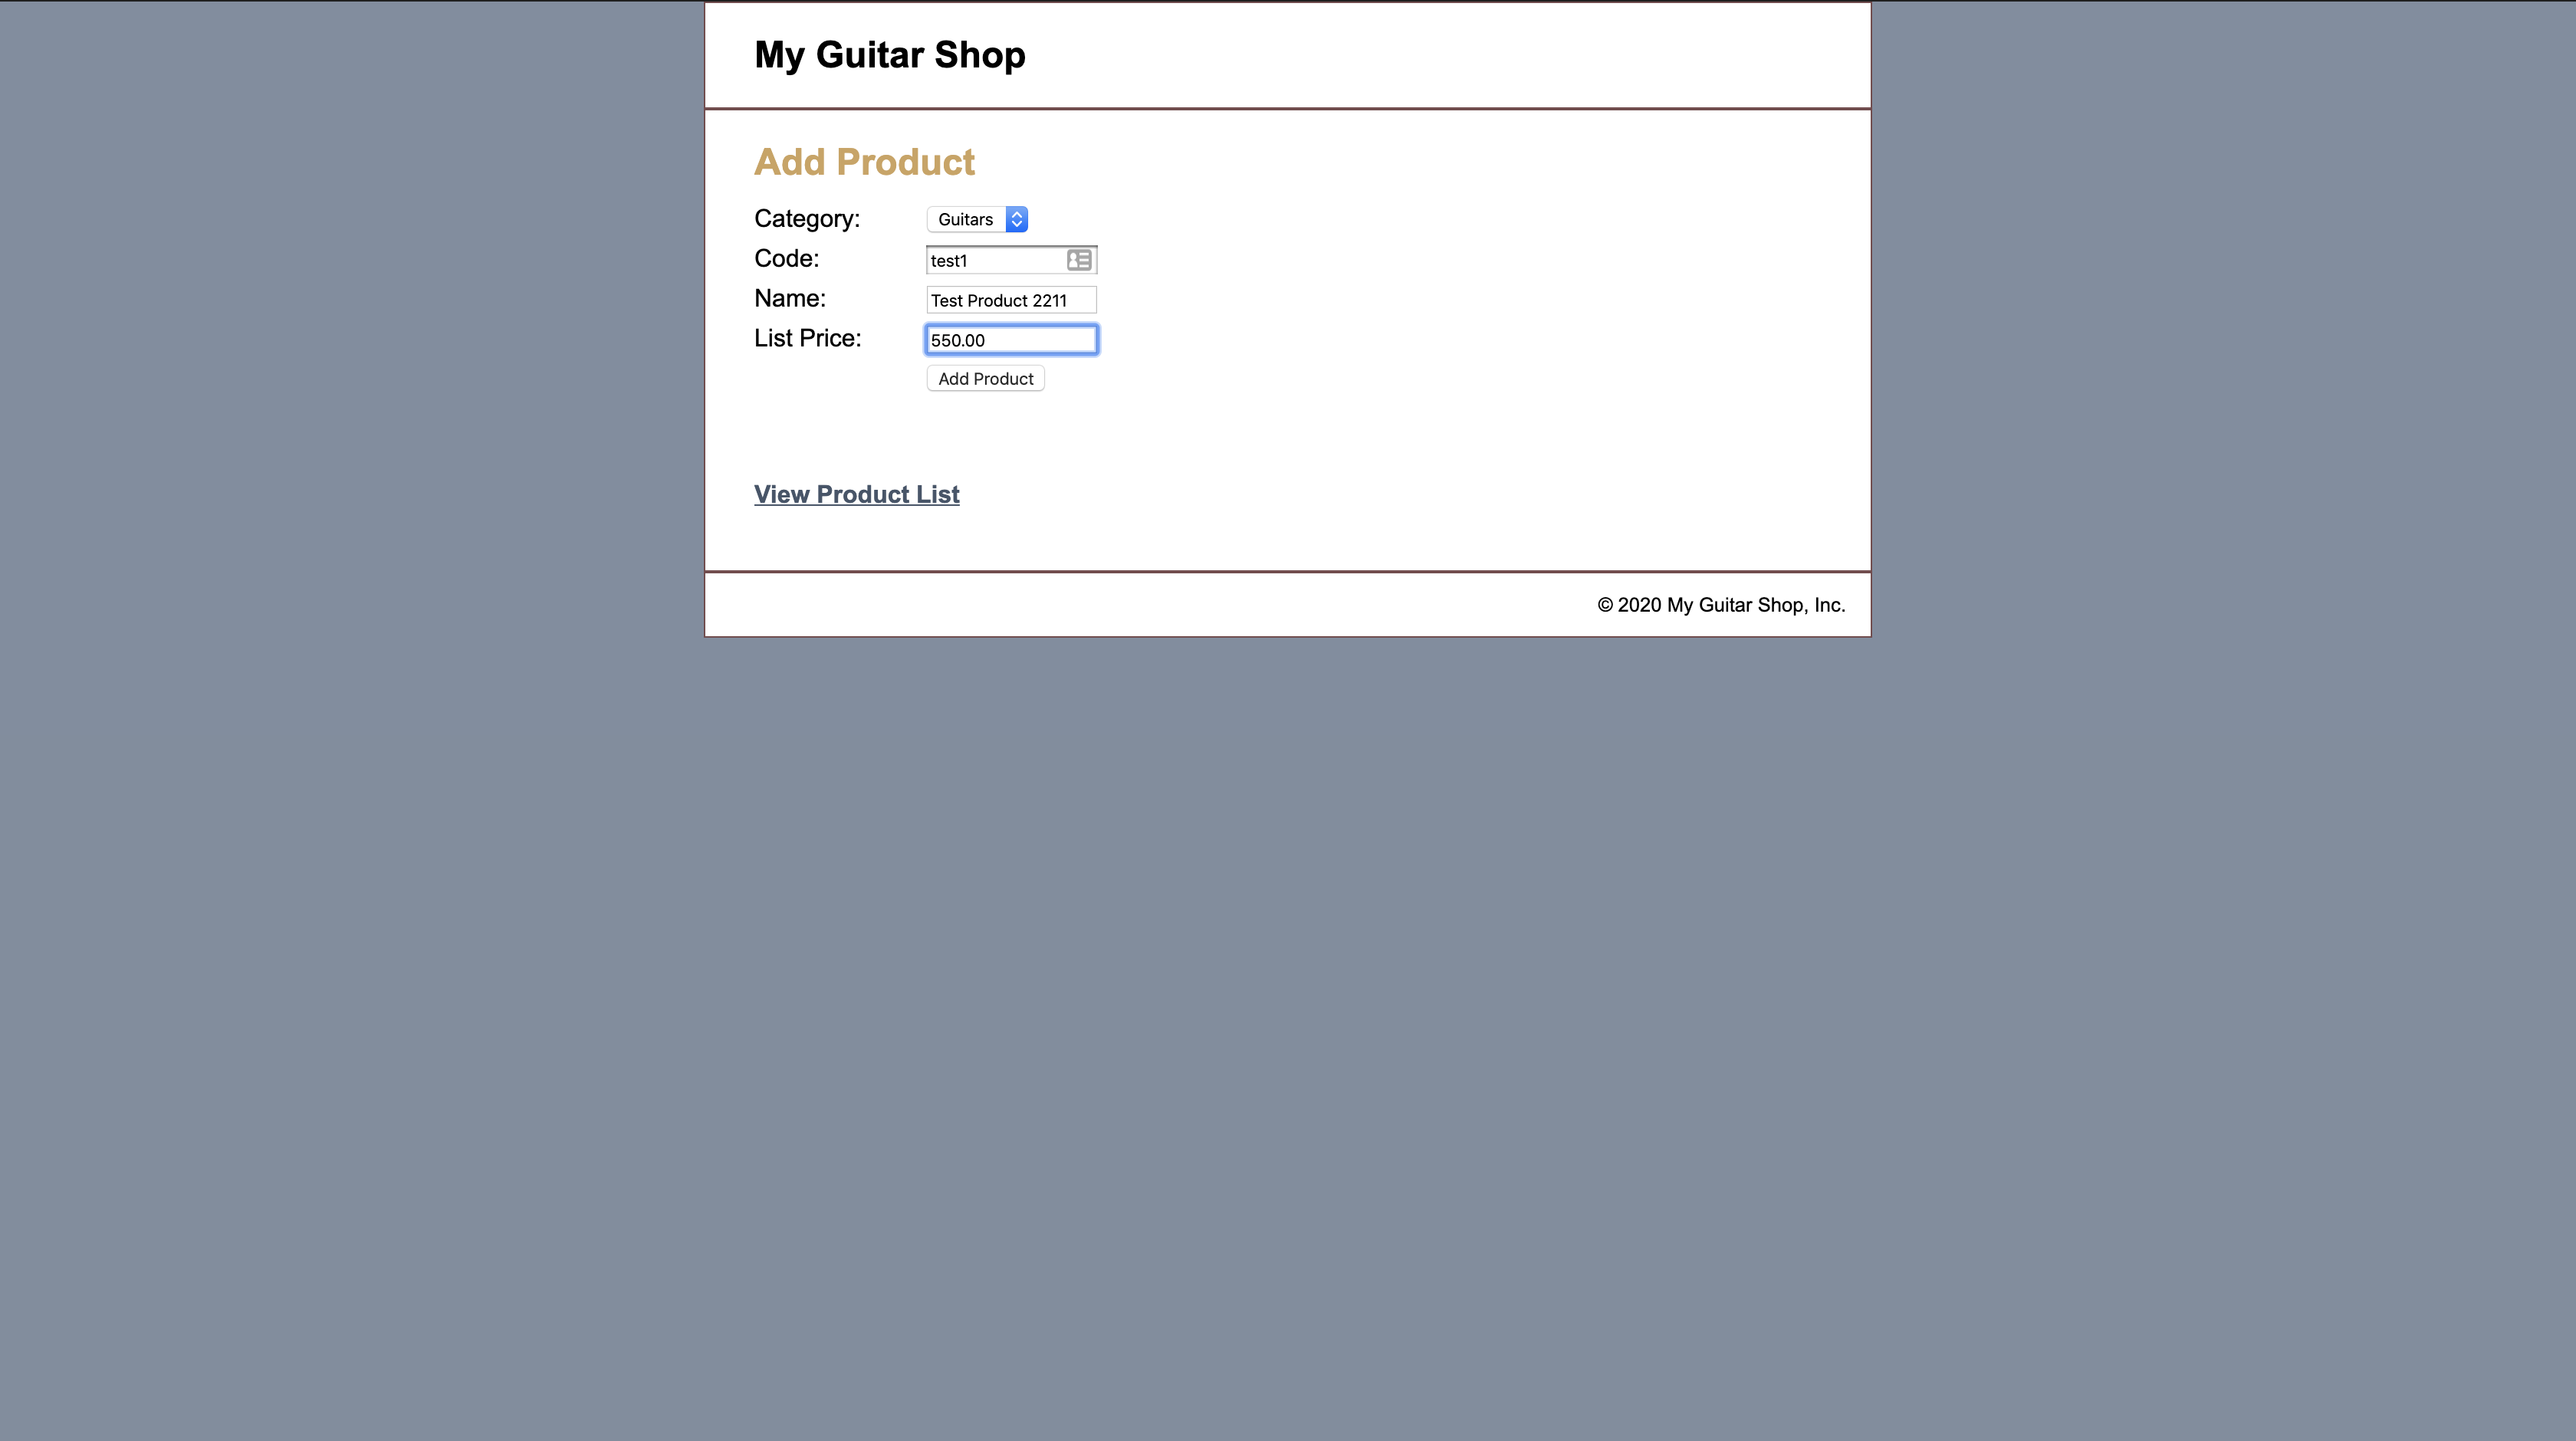 My Guitar Shop
Add Product
Category: Guitars
Code: test1
Name: Test Product 2211
List Price: 550.00
Add Product
View Product List
© 2020 My Guitar Shop, Inc.